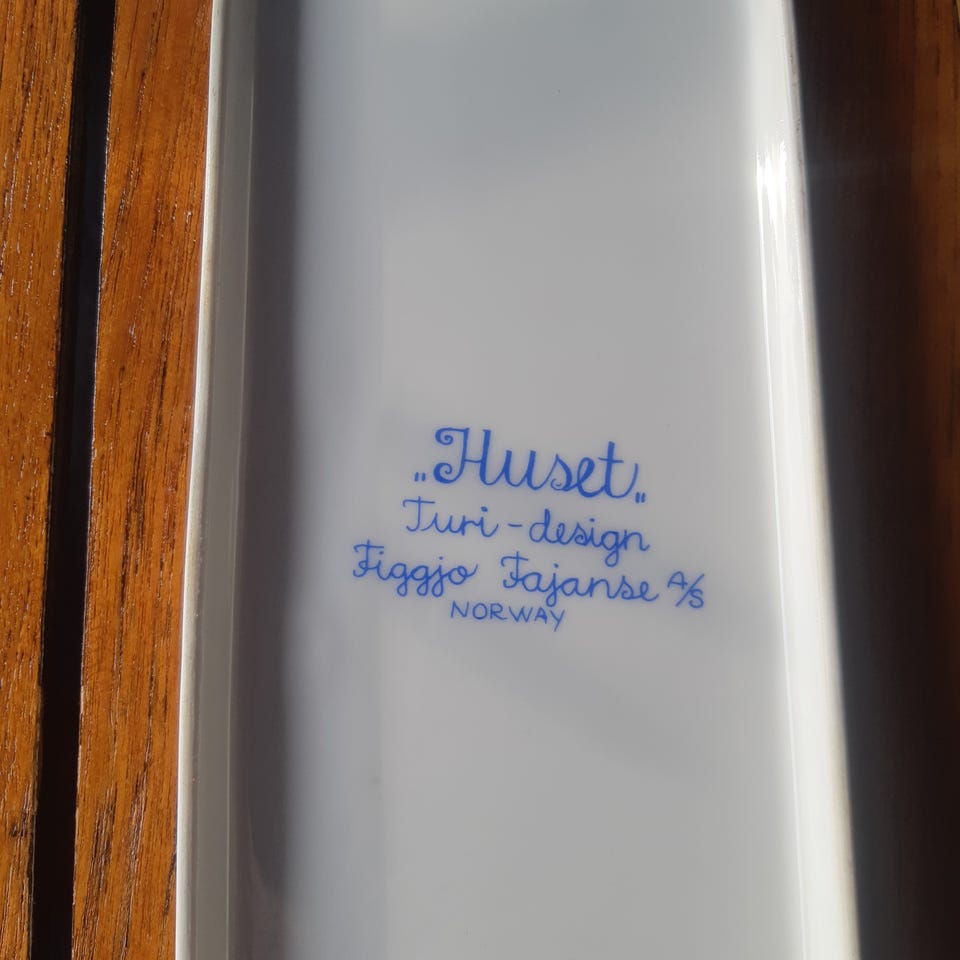 „Huset„
Turi-design
Figgjo Fajanse A/S
NORWAY